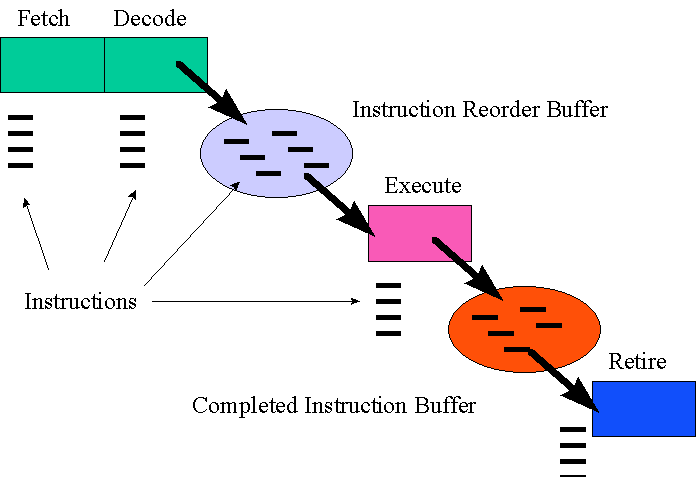 Fetch
Decode
Instruction Reorder Buffer
Execute
Instructions
Retire
Completed Instruction Buffer